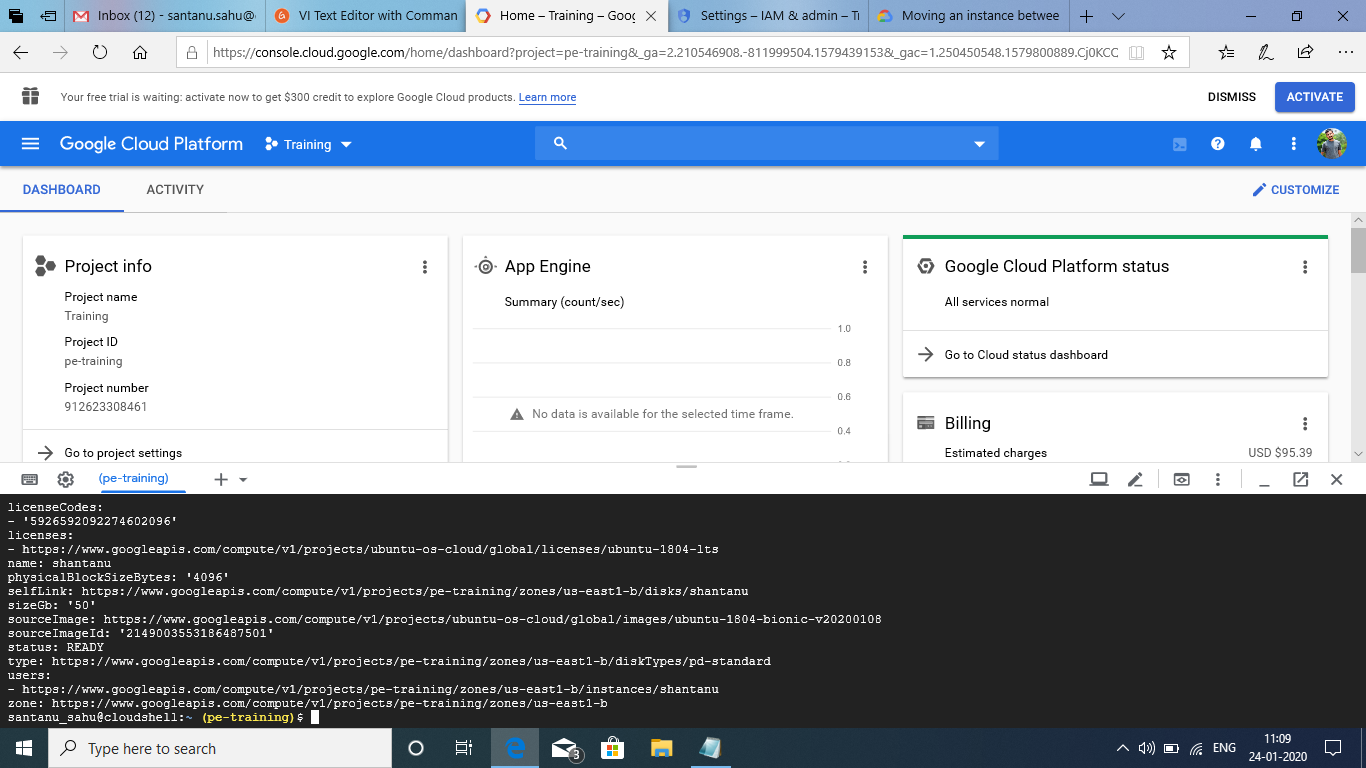 Inbox (12) - santanu.sahu@
VI Text Editor with Comman
Home – Training – Goog
Settings – IAM & admin – Tr
Moving an instance betwee
https://console.cloud.google.com/home/dashboard?project=pe-training&_ga=2.210546908.-811999504.1579439153&_gac=1.250450548.1579800889.Cj0KCQ
Your free trial is waiting: activate now to get $300 credit to explore Google Cloud products. Learn more
DISMISS
ACTIVATE
Google Cloud Platform
Training
DASHBOARD
ACTIVITY
CUSTOMIZE
Project info
Project name
Training
Project ID
pe-training
Project number
912623308461
Go to project settings
App Engine
Summary (count/sec)
1.0
0.8
0.6
No data is available for the selected time frame.
0.4
Google Cloud Platform status
All services normal
Go to Cloud status dashboard
Billing
Estimated charges
USD $95.39
(pe-training)
licenseCodes:
- '5926592092274602096'
licenses:
- https://www.googleapis.com/compute/v1/projects/ubuntu-os-cloud/global/licenses/ubuntu-1804-lts
name: shantanu
physicalBlockSizeBytes: '4096'
selfLink: https://www.googleapis.com/compute/v1/projects/pe-training/zones/us-east1-b/disks/shantanu
sizeGb: '50'
sourceImage: https://www.googleapis.com/compute/v1/projects/ubuntu-os-cloud/global/images/ubuntu-1804-bionic-v20200108
sourceImageId: '2149003553186487501'
status: READY
type: https://www.googleapis.com/compute/v1/projects/pe-training/zones/us-east1-b/diskTypes/pd-standard
users:
- https://www.googleapis.com/compute/v1/projects/pe-training/zones/us-east1-b/instances/shantanu
zone: https://www.googleapis.com/compute/v1/projects/pe-training/zones/us-east1-b
santanu_sahu@cloudshell:~ (pe-training)$
Type here to search
3
ENG
11:09
24-01-2020